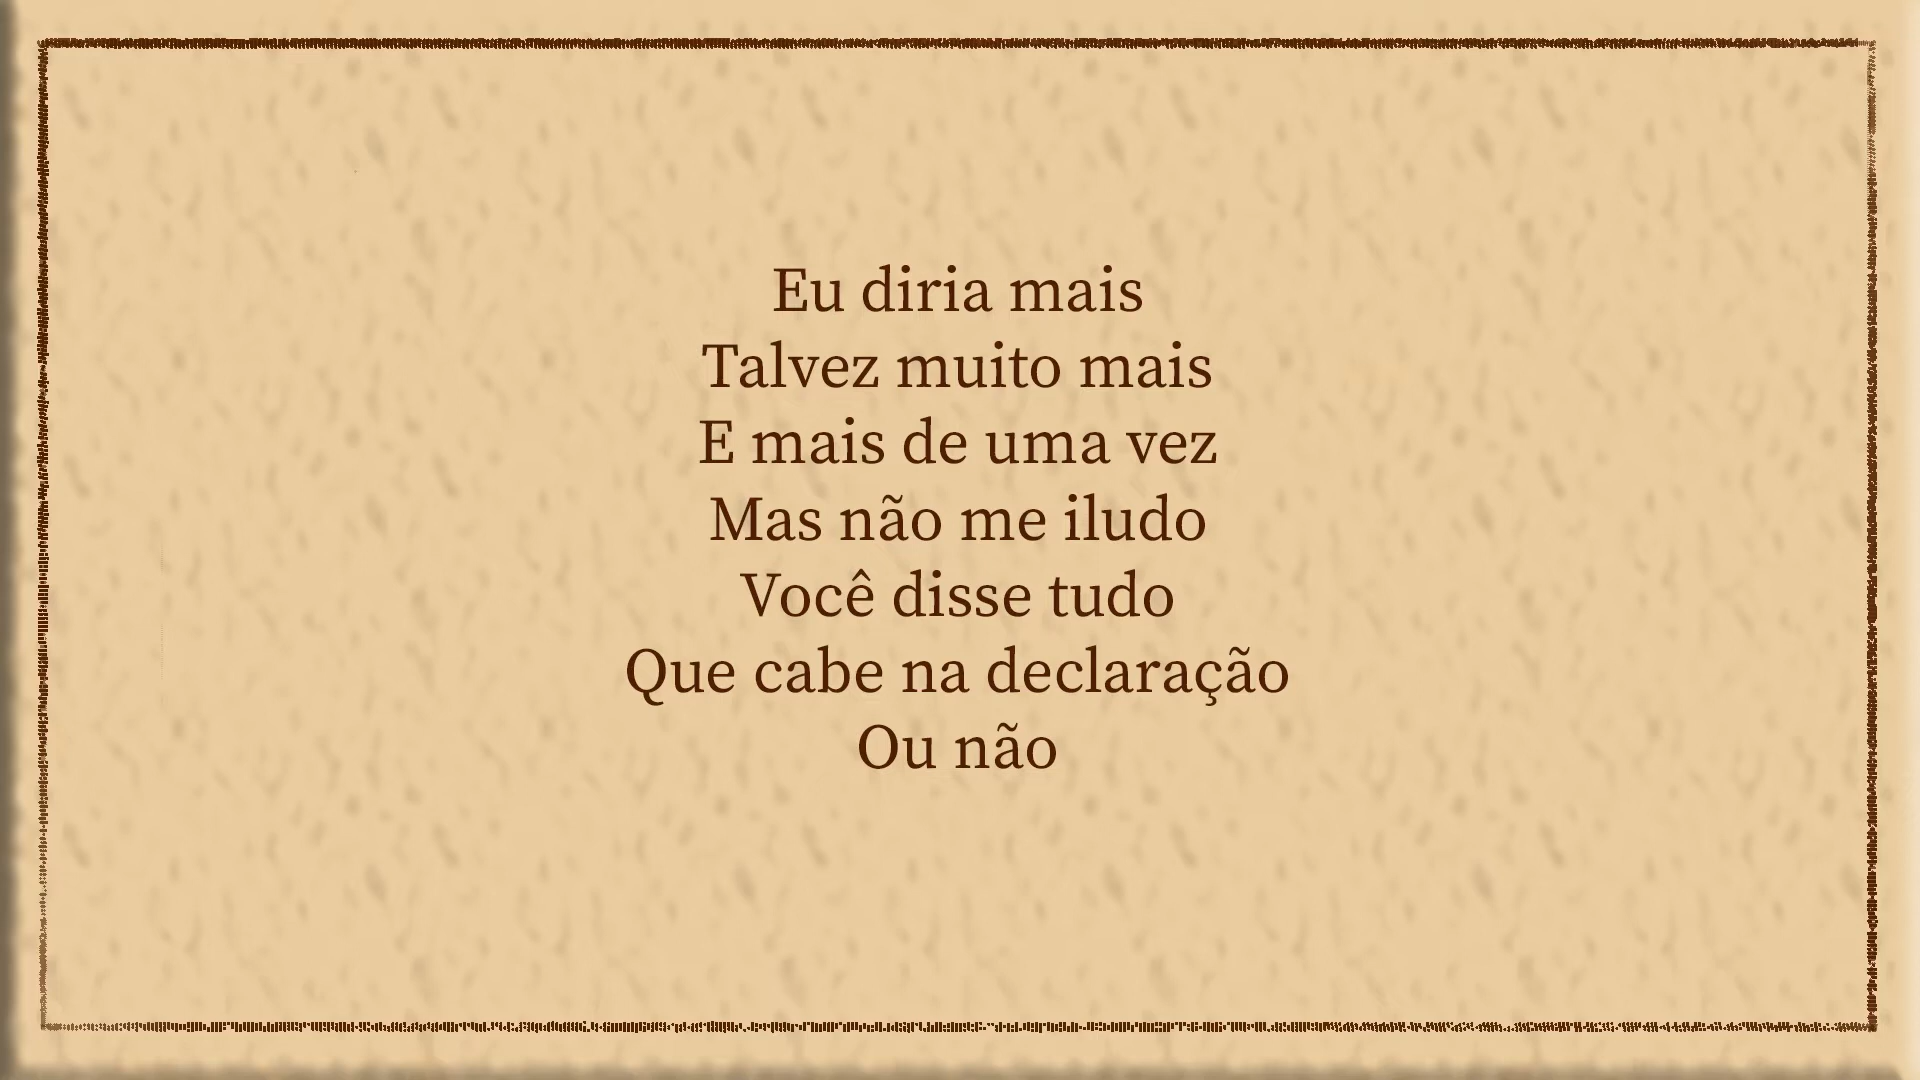 Eu diria mais
Talvez muito mais
E mais de uma vez
Mas não me iludo
Você disse tudo
Que cabe na declaração
Ou não